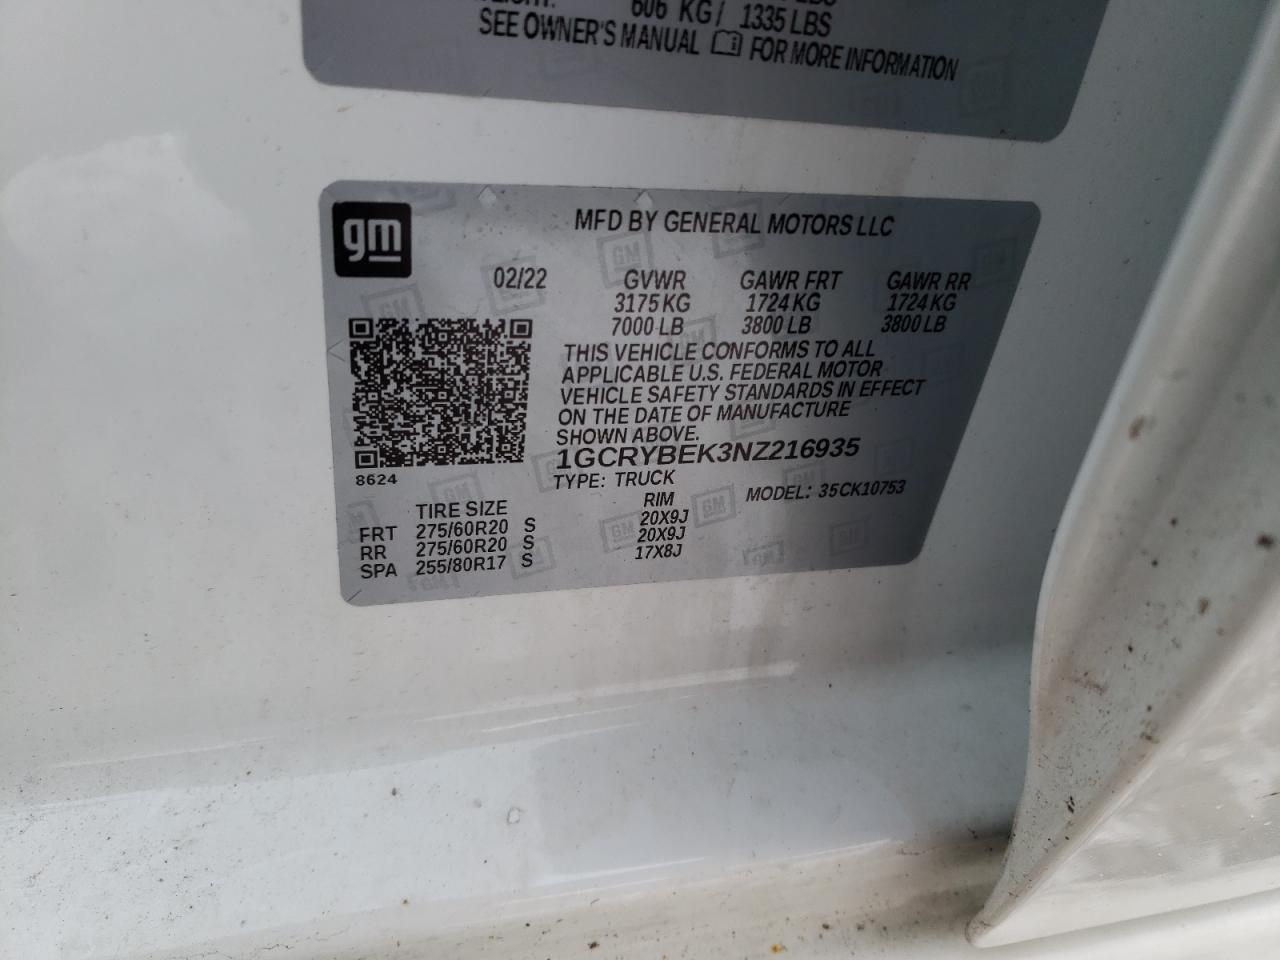 606 KG / 1335 LBS
SEE OWNER'S MANUAL FOR MORE INFORMATION
gm
MFD BY GENERAL MOTORS LLC
02/22 GVWR GAWR FRT GAWR RR
3175 KG 1724 KG 1724 KG
7000 LB 3800 LB 3800 LB
THIS VEHICLE CONFORMS TO ALL
APPLICABLE U.S. FEDERAL MOTOR
VEHICLE SAFETY STANDARDS IN EFFECT
ON THE DATE OF MANUFACTURE
SHOWN ABOVE.
1GCRYBEK3NZ216935
8624
TYPE: TRUCK MODEL: 35CK10753
TIRE SIZE RIM
FRT 275/60R20 S 20X9J
RR 275/60R20 S 20X9J
SPA 255/80R17 S 17X8J